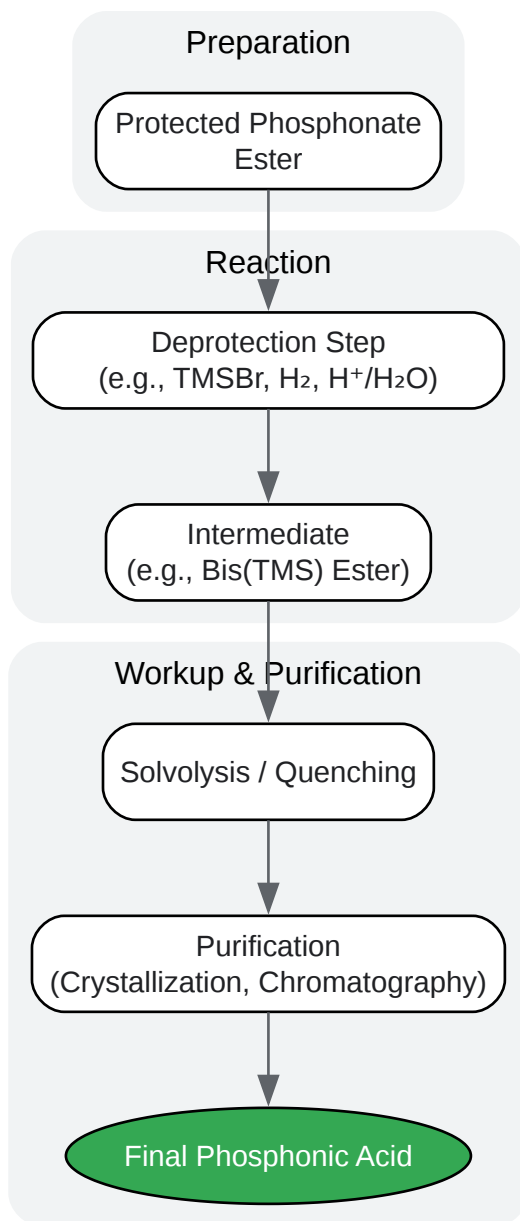 Preparation
Protected Phosphonate
Ester
Reaction
Deprotection Step
(e.g., TMSBr, H₂, H⁺/H₂O)
Intermediate
(e.g., Bis(TMS) Ester)
Workup & Purification
Solvolysis / Quenching
Purification
(Crystallization, Chromatography)
Final Phosphonic Acid